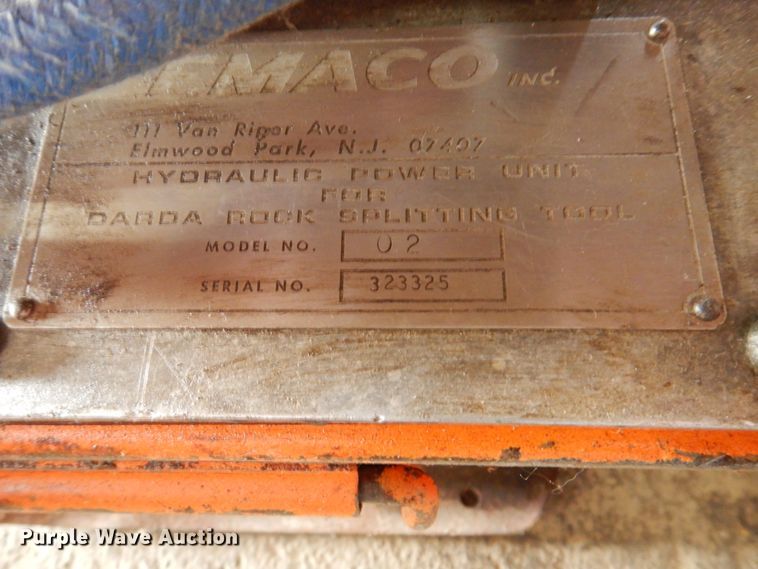 EMACO INC.
111 Van Riper Ave.
Elmwood Park, N.J. 07407
HYDRAULIC POWER UNIT
FOR
DARDA ROCK SPLITTING TOOL
MODEL NO. 02
SERIAL NO. 323325
Purple Wave Auction